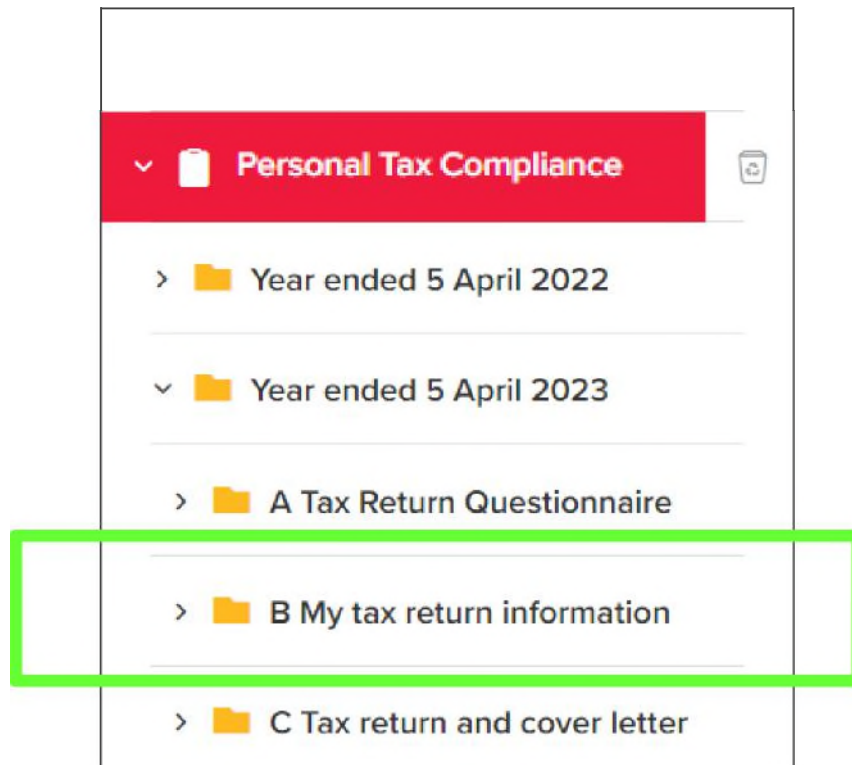 Personal Tax Compliance
Year ended 5 April 2022
Year ended 5 April 2023
A Tax Return Questionnaire
B My tax return information
C Tax return and cover letter